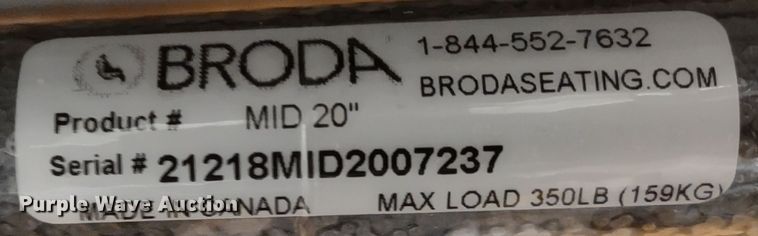 BRODA 1-844-552-7632
BRODASEATING.COM
Product # MID 20"
Serial # 21218MID2007237
MADE IN CANADA MAX LOAD 350LB (159KG)
Purple Wave Auction